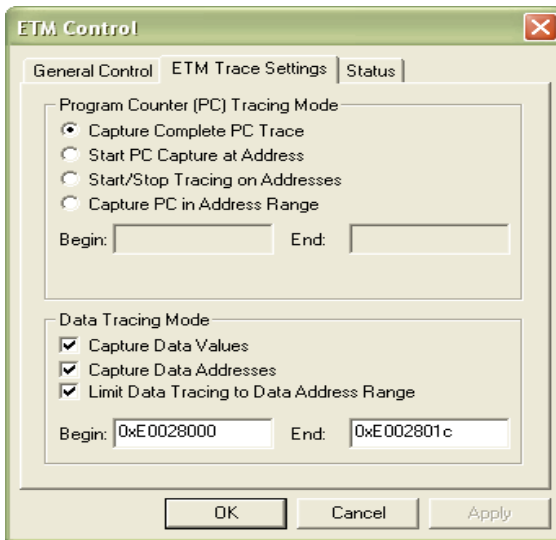 ETM Control
General Control ETM Trace Settings Status
Program Counter (PC) Tracing Mode
Capture Complete PC Trace
Start PC Capture at Address
Start/Stop Tracing on Addresses
Capture PC in Address Range
Begin: End:
Data Tracing Mode
Capture Data Values
Capture Data Addresses
Limit Data Tracing to Data Address Range
Begin: 0xE0028000 End: 0xE002801c
OK Cancel Apply